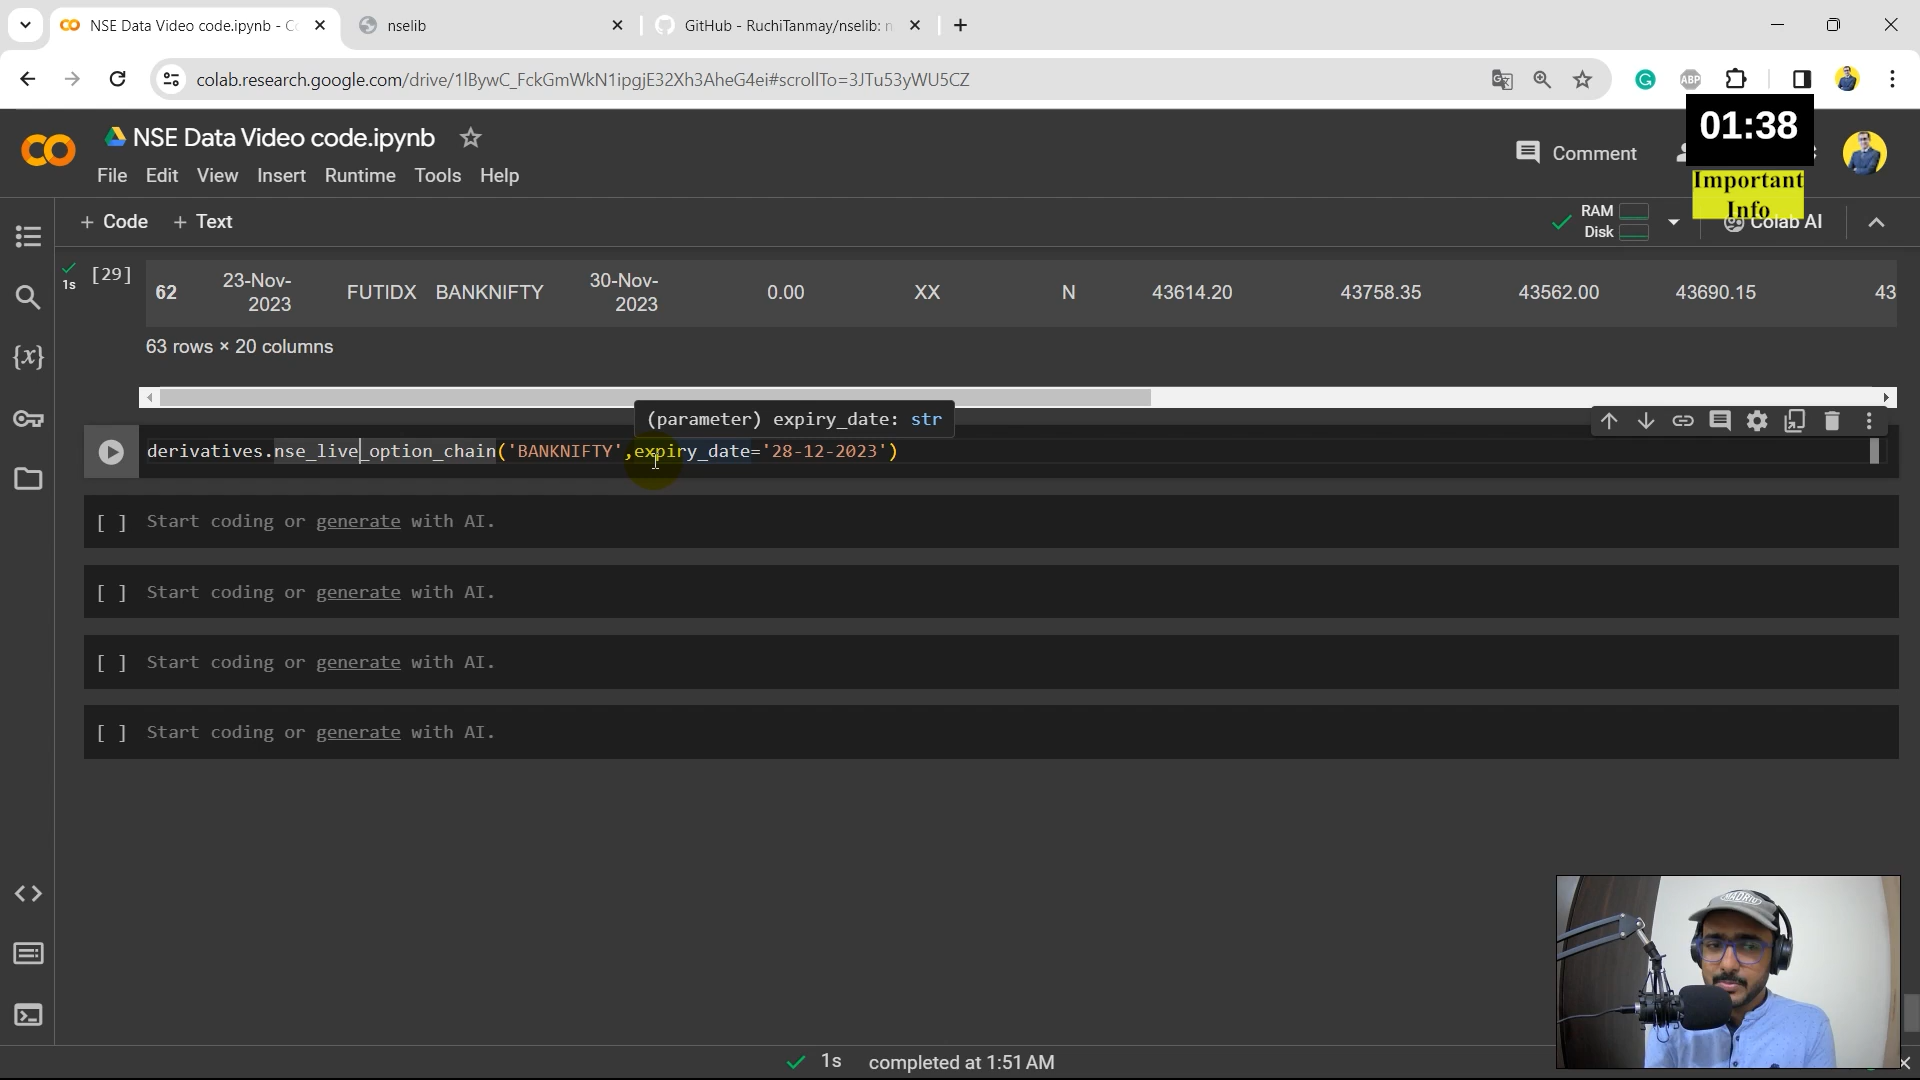 NSE Data Video code.ipynb - Co
nselib
GitHub - RuchiTanmay/nselib: n
colab.research.google.com/drive/1lBywC_FckGmWkN1ipgjE32Xh3AheG4ei#scrollTo=3JTu53yWU5CZ
ABP
01:38
Important
Info
NSE Data Video code.ipynb
Comment
File Edit View Insert Runtime Tools Help
+ Code + Text
RAM
Disk
Colab AI
1s
[29]
62 23-Nov-2023 FUTIDX BANKNIFTY 30-Nov-2023 0.00 XX N 43614.20 43758.35 43562.00 43690.15 43
63 rows × 20 columns
(parameter) expiry_date: str
derivatives.nse_live_option_chain('BANKNIFTY',expiry_date='28-12-2023')
[ ] Start coding or generate with AI.
[ ] Start coding or generate with AI.
[ ] Start coding or generate with AI.
[ ] Start coding or generate with AI.
MADRID
1s completed at 1:51 AM